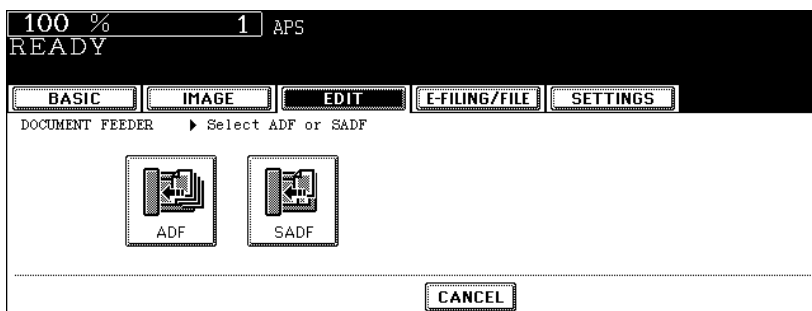 100 % 1 APS
READY
BASIC IMAGE EDIT E-FILING/FILE SETTINGS
DOCUMENT FEEDER ▶ Select ADF or SADF
ADF SADF
CANCEL